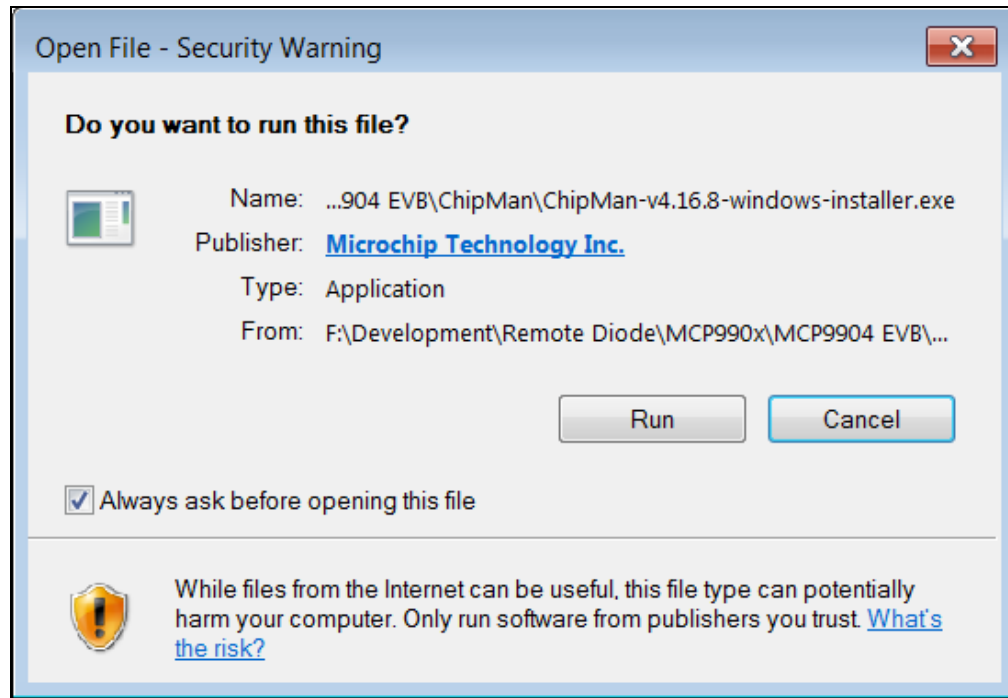 Open File - Security Warning
Do you want to run this file?
Name: ...904 EVB\ChipMan\ChipMan-v4.16.8-windows-installer.exe
Publisher: Microchip Technology Inc.
Type: Application
From: F:\Development\Remote Diode\MCP990x\MCP9904 EVB\...
Run Cancel
Always ask before opening this file
While files from the Internet can be useful, this file type can potentially
harm your computer. Only run software from publishers you trust. What's
the risk?